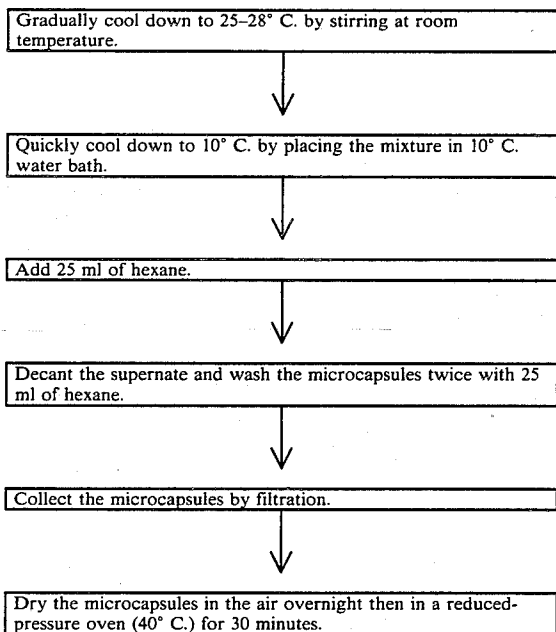 Gradually cool down to 25–28° C. by stirring at room
temperature.
Quickly cool down to 10° C. by placing the mixture in 10° C.
water bath.
Add 25 ml of hexane.
Decant the supernate and wash the microcapsules twice with 25
ml of hexane.
Collect the microcapsules by filtration.
Dry the microcapsules in the air overnight then in a reduced-
pressure oven (40° C.) for 30 minutes.